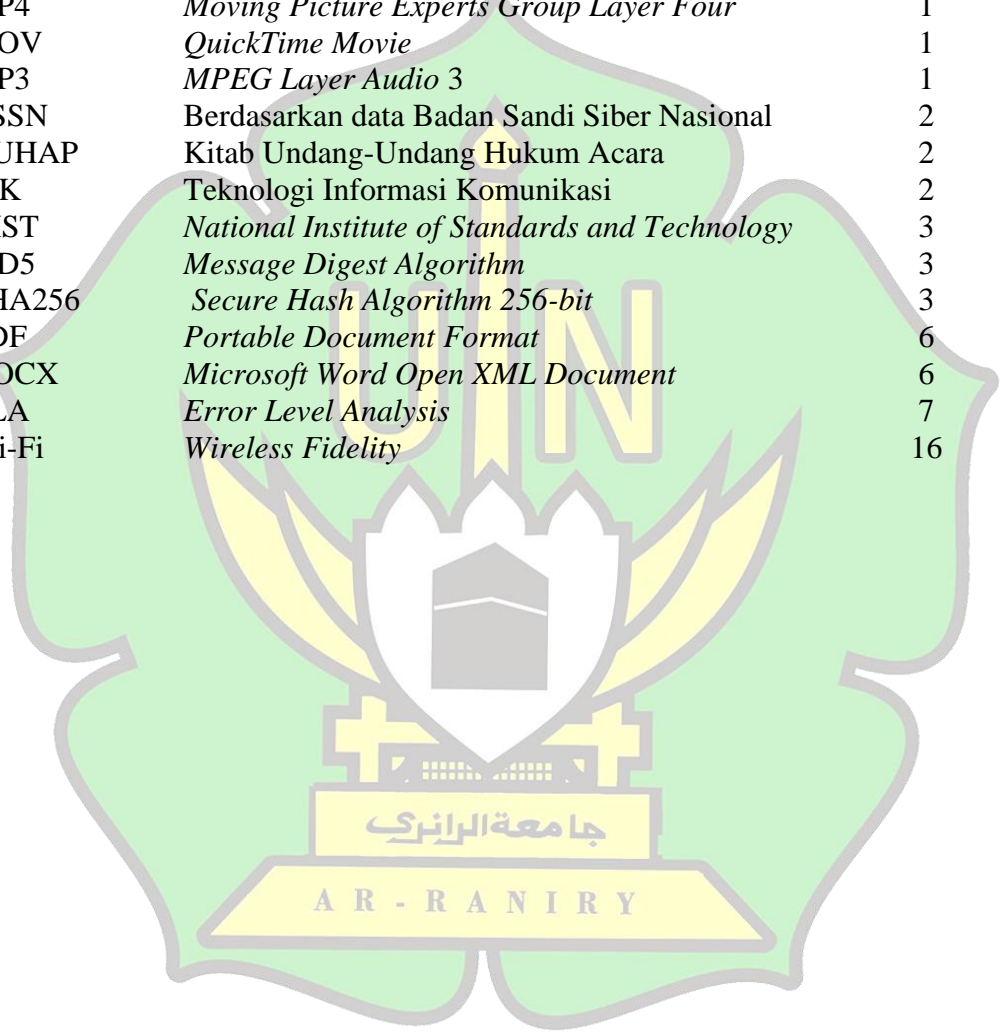 P4 Moving Picture Experts Group Layer Four 1
OV QuickTime Movie 1
P3 MPEG Layer Audio 3 1
SSN Berdasarkan data Badan Sandi Siber Nasional 2
UHAP Kitab Undang-Undang Hukum Acara 2
IK Teknologi Informasi Komunikasi 2
IST National Institute of Standards and Technology 3
D5 Message Digest Algorithm 3
HA256 Secure Hash Algorithm 256-bit 3
DF Portable Document Format 6
OCX Microsoft Word Open XML Document 6
LA Error Level Analysis 7
i-Fi Wireless Fidelity 16
UIN
جامعةالرانري
AR-RANIRY